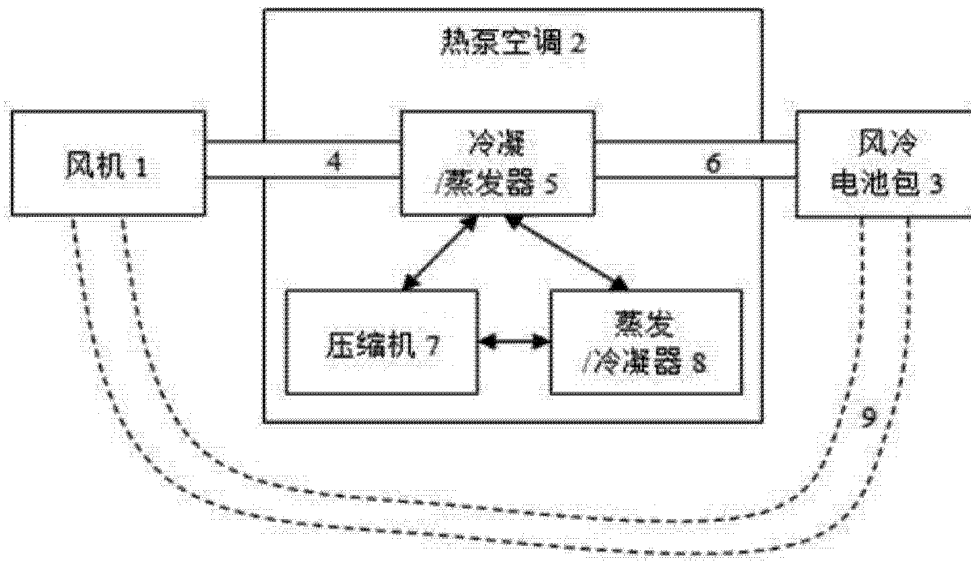 热泵空调 2
风机 1
4
冷凝
/蒸发器 5
6
风冷
电池包 3
压缩机 7
蒸发
/冷凝器 8
9